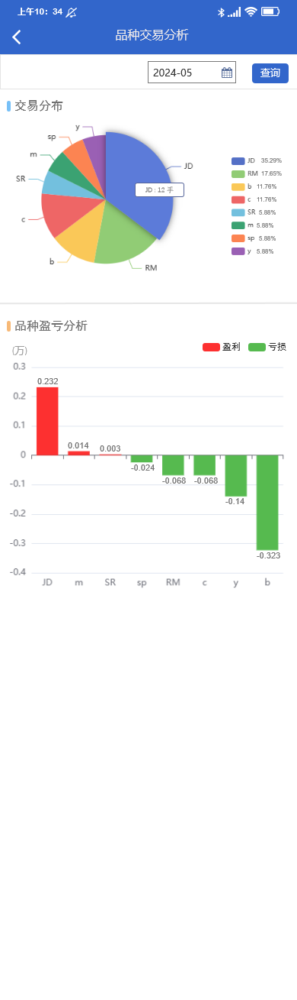 上午10：34
品种交易分析
2024-05
查询
交易分布
y
sp
m
SR
c
b
RM
JD
JD : 12 手
JD 35.29%
RM 17.65%
b 11.76%
c 11.76%
SR 5.88%
m 5.88%
sp 5.88%
y 5.88%
品种盈亏分析
(万)
盈利 亏损
0.3
0.2
0.1
0
-0.1
-0.2
-0.3
-0.4
0.232
0.014
0.003
-0.024
-0.068
-0.068
-0.14
-0.323
JD m SR sp RM c y b